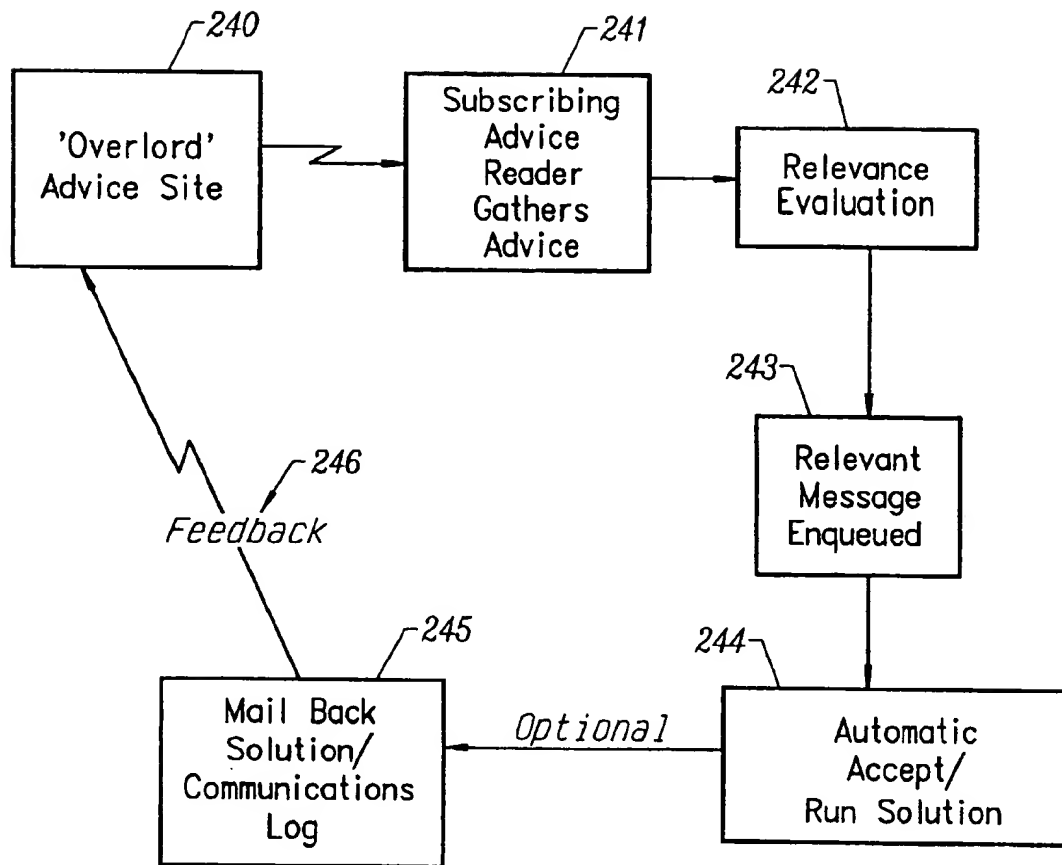 240
'Overlord'
Advice Site
241
Subscribing
Advice
Reader
Gathers
Advice
242
Relevance
Evaluation
243
Relevant
Message
Enqueued
244
Automatic
Accept/
Run Solution
Optional
245
Mail Back
Solution/
Communications
Log
246
Feedback